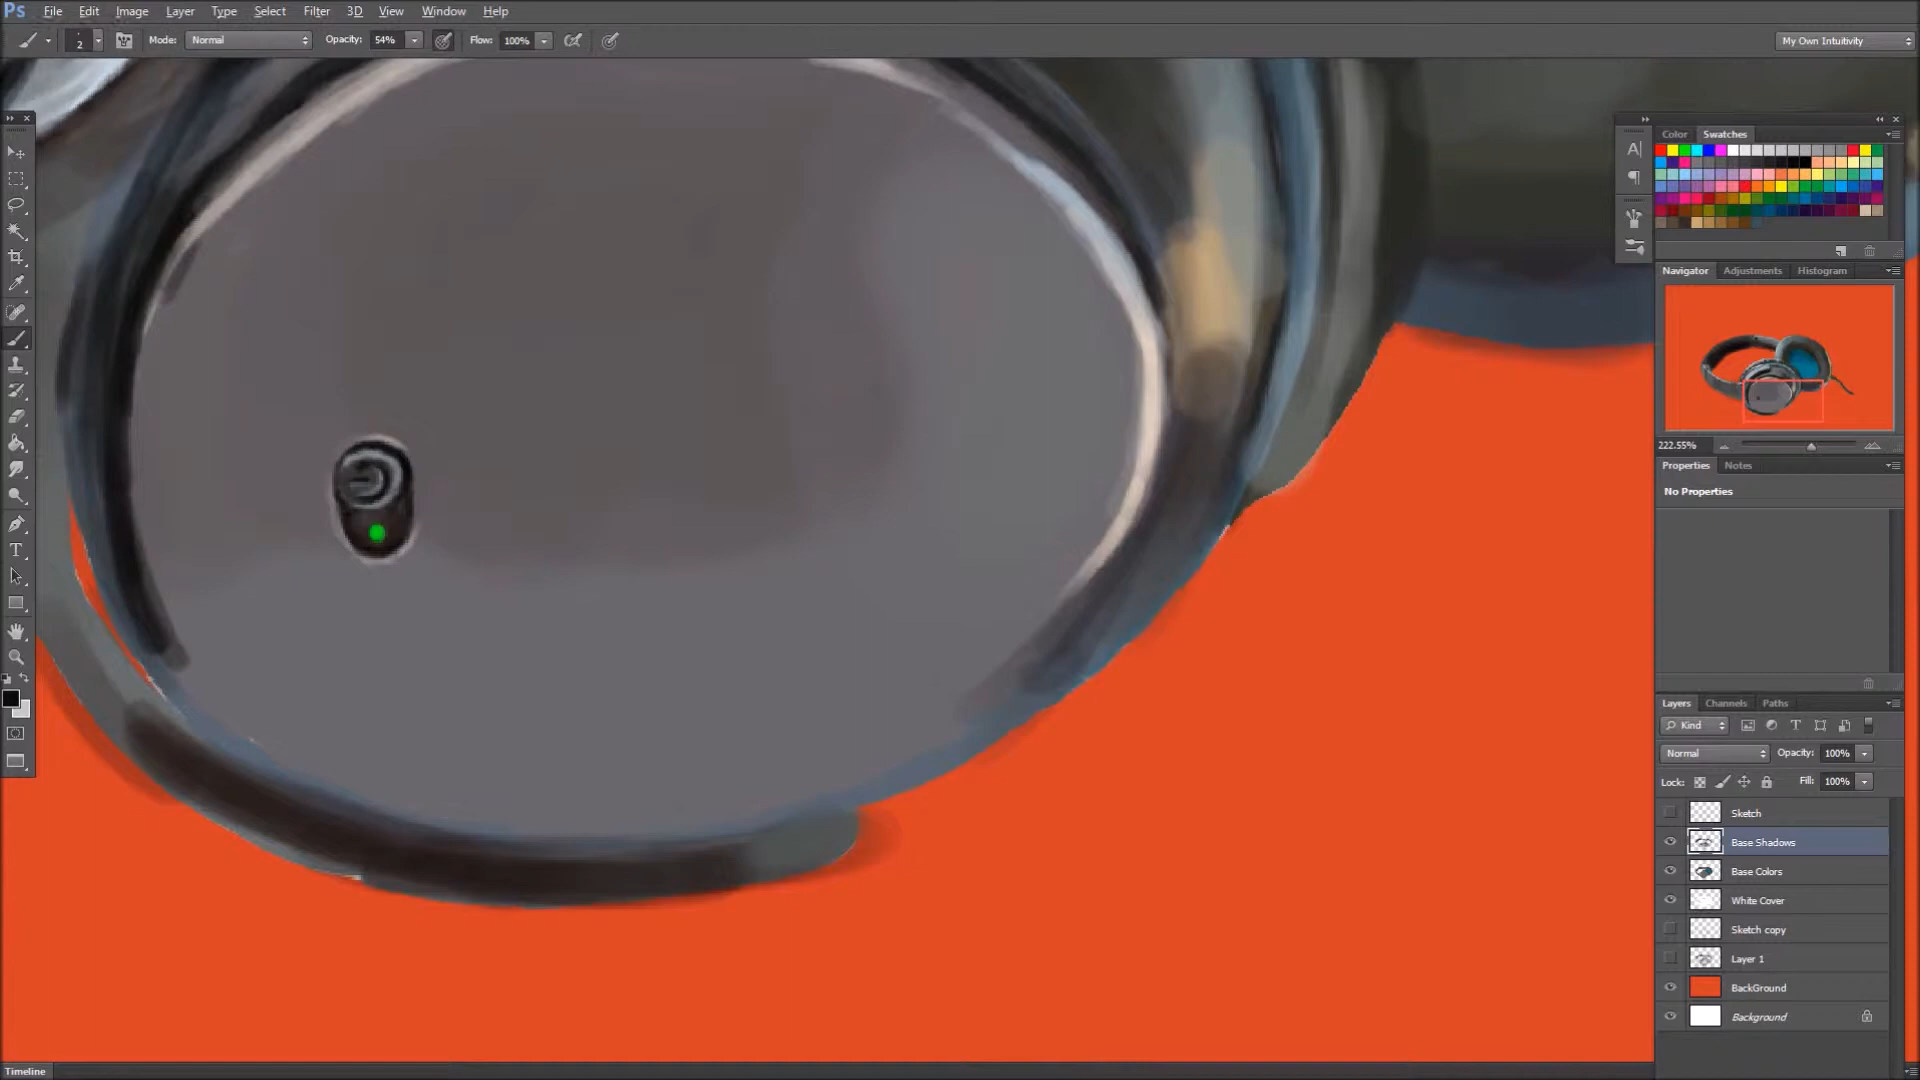 Ps File Edit Image Layer Type Select Filter 3D View Window Help
2 Mode: Normal Opacity: 54% Flow: 100% My Own Intuitivity
Color Swatches
Navigator Adjustments Histogram
222.55%
Properties Notes
No Properties
Layers Channels Paths
Kind
Normal Opacity: 100%
Lock: Fill: 100%
Sketch
Base Shadows
Base Colors
White Cover
Sketch copy
Layer 1
BackGround
Background
Timeline